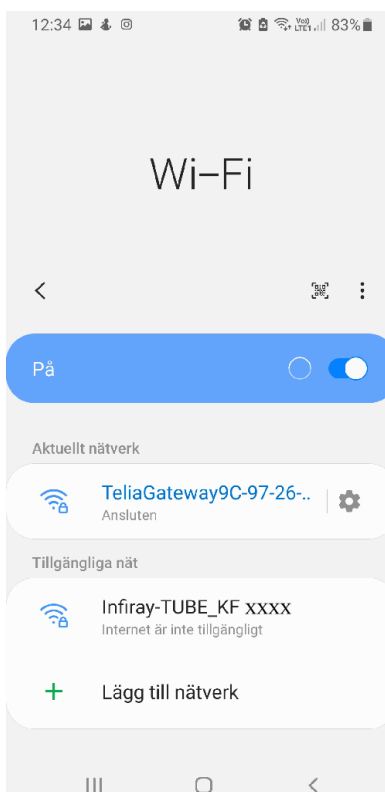 12:34 83%
Wi-Fi
På
Aktuellt nätverk
TeliaGateway9C-97-26-..
Ansluten
Tillgängliga nät
Infiray-TUBE_KF xxxx
Internet är inte tillgängligt
+ Lägg till nätverk